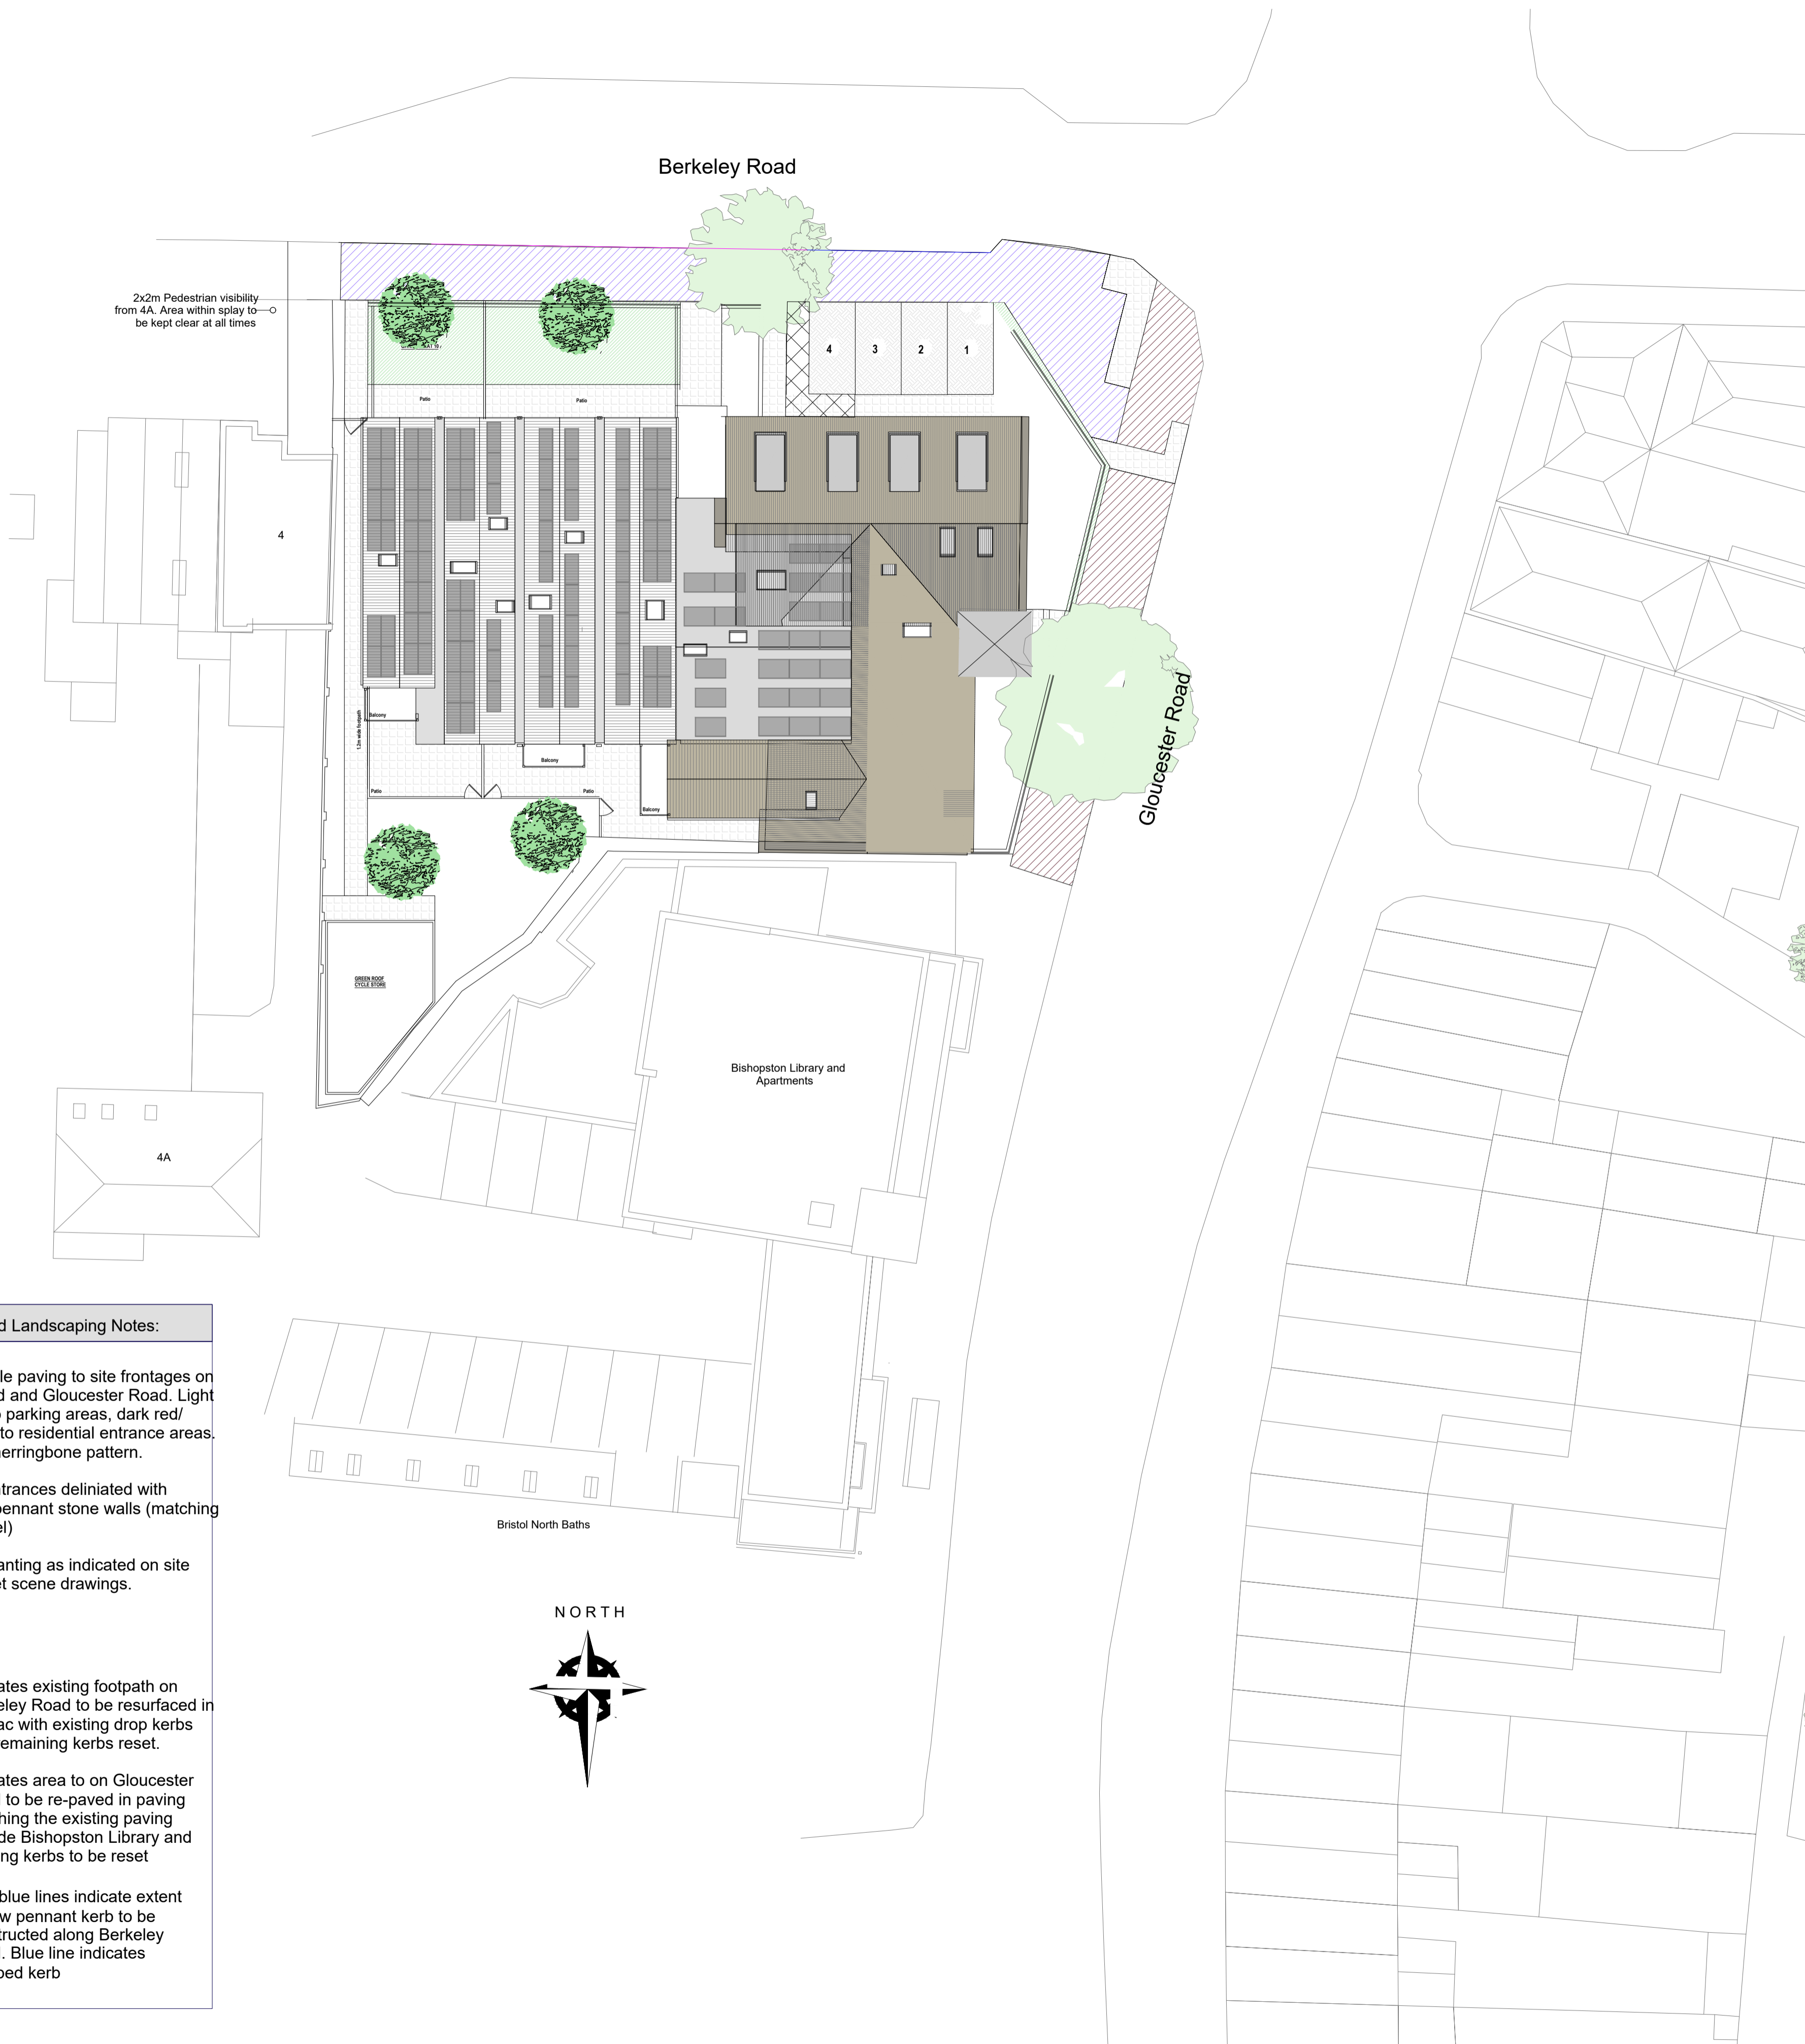 Berkeley Road
2x2m Pedestrian visibility
from 4A. Area within splay to
be kept clear at all times
4
3
2
1
Patio
Patio
4
Gloucester Road
1.2m wide footpath
Balcony
Balcony
Balcony
Patio
Patio
GREEN ROOF
CYCLE STORE
Bishopston Library and
Apartments
4A
d Landscaping Notes:
le paving to site frontages on
d and Gloucester Road. Light
parking areas, dark red/
to residential entrance areas.
herringbone pattern.
trances deliniated with
pennant stone walls (matching
el)
anting as indicated on site
et scene drawings.
ates existing footpath on
eley Road to be resurfaced in
ac with existing drop kerbs
remaining kerbs reset.
ates area to on Gloucester
to be re-paved in paving
hing the existing paving
de Bishopston Library and
ng kerbs to be reset
blue lines indicate extent
w pennant kerb to be
tructed along Berkeley
. Blue line indicates
ped kerb
Bristol North Baths
NORTH